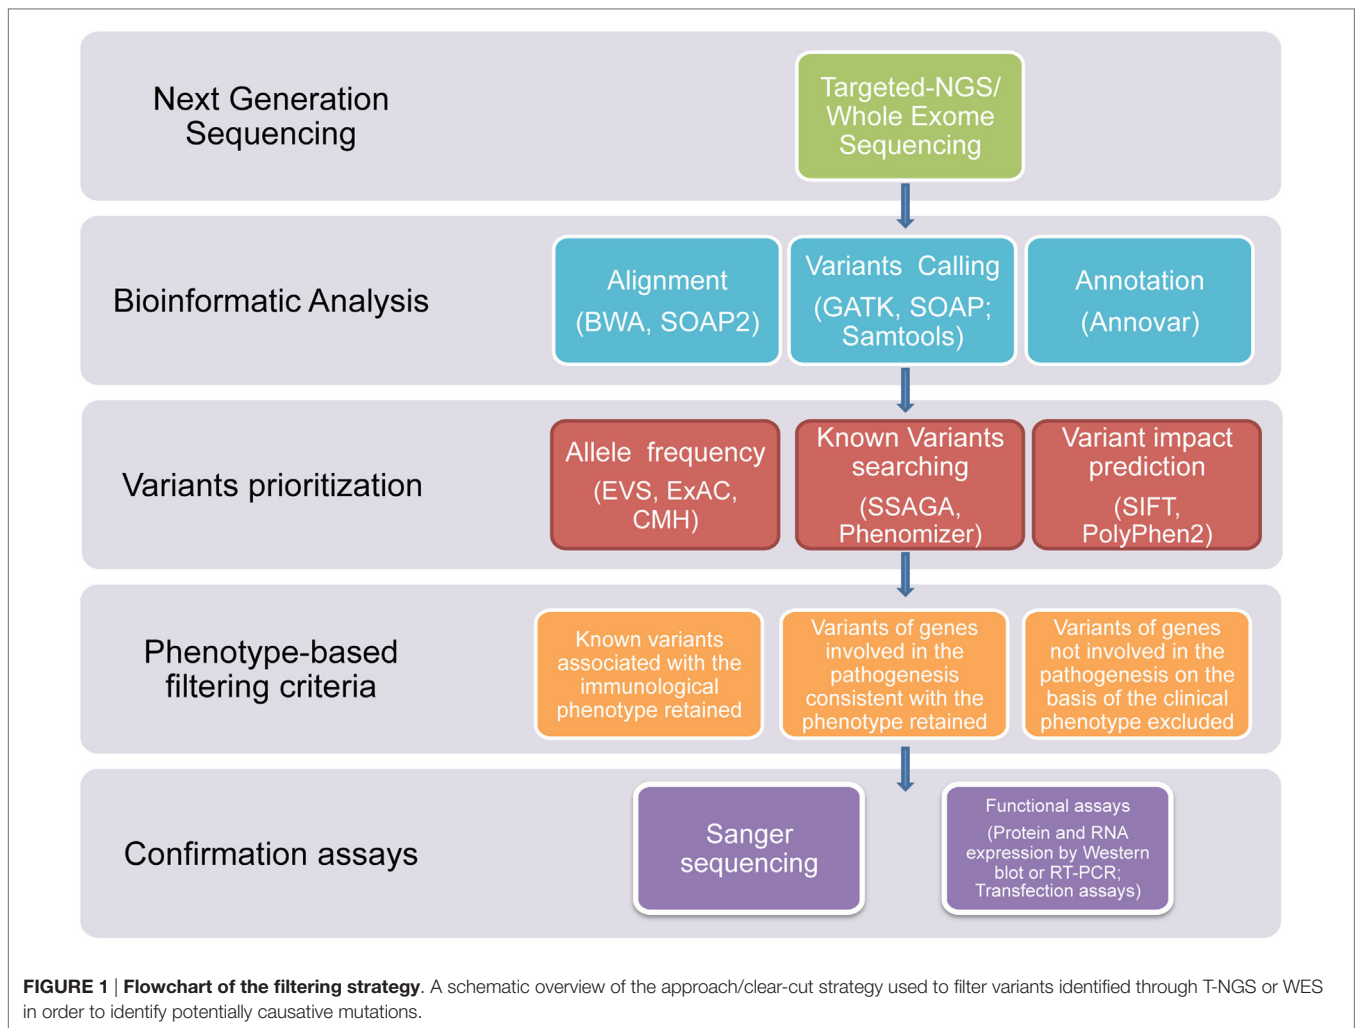 Next Generation
Sequencing
Targeted-NGS/
Whole Exome
Sequencing
Bioinformatic Analysis
Alignment
(BWA, SOAP2)
Variants Calling
(GATK, SOAP;
Samtools)
Annotation
(Annovar)
Variants prioritization
Allele frequency
(EVS, ExAC,
CMH)
Known Variants
searching
(SSAGA,
Phenomizer)
Variant impact
prediction
(SIFT,
PolyPhen2)
Phenotype-based
filtering criteria
Known variants
associated with the
immunological
phenotype retained
Variants of genes
involved in the
pathogenesis
consistent with the
phenotype retained
Variants of genes
not involved in the
pathogenesis on the
basis of the clinical
phenotype excluded
Confirmation assays
Sanger
sequencing
Functional assays
(Protein and RNA
expression by Western
blot or RT-PCR;
Transfection assays)
FIGURE 1 | Flowchart of the filtering strategy. A schematic overview of the approach/clear-cut strategy used to filter variants identified through T-NGS or WES
in order to identify potentially causative mutations.